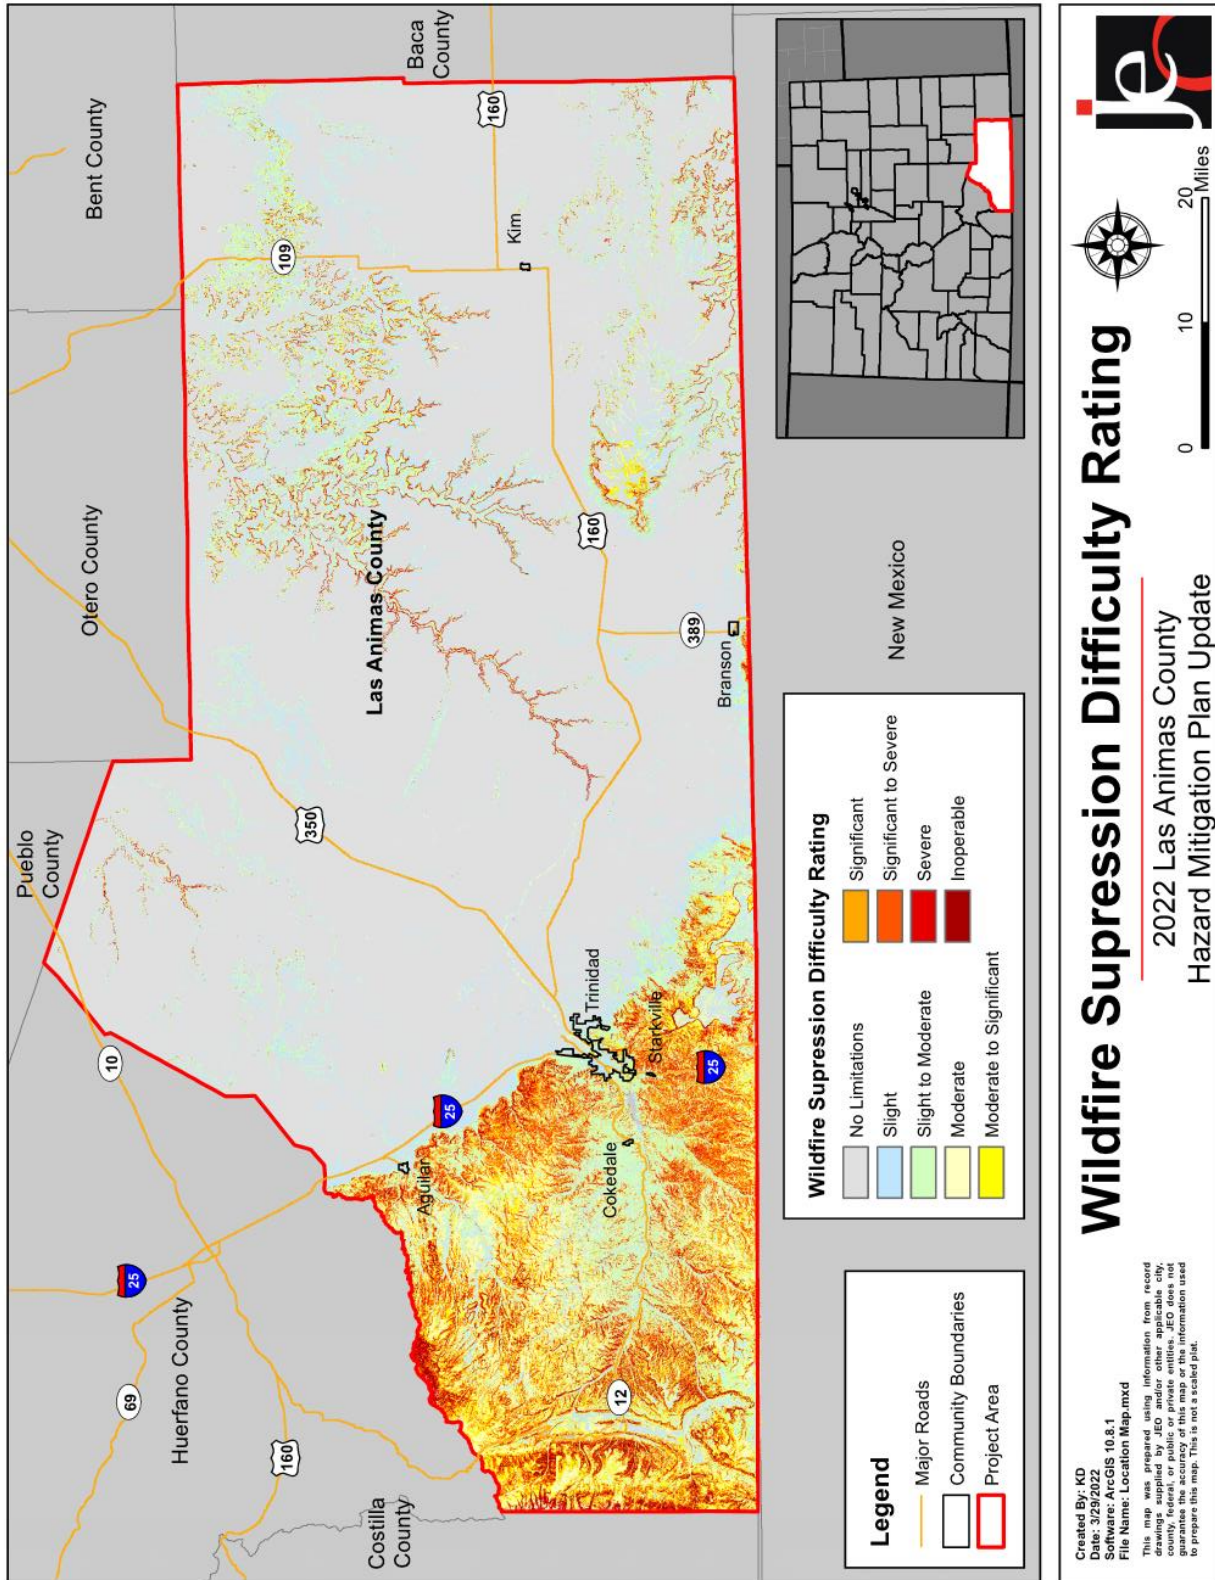 Pueblo
County
Otero County
Bent County
Baca
County
Huerfano County
Costilla
County
Las Animas County
New Mexico
69
25
160
10
350
109
160
25
12
25
160
389
Aguilar
Cokedale
Trinidad
Starkville
Branson
Kim
Legend
Major Roads
Community Boundaries
Project Area
Wildfire Supression Difficulty Rating
No Limitations
Slight
Slight to Moderate
Moderate
Moderate to Significant
Significant
Significant to Severe
Severe
Inoperable
Created By: KD
Date: 3/29/2022
Software: ArcGIS 10.8.1
File Name: Location Map.mxd
This map was prepared using information from record
drawings supplied by JEO and/or other applicable city,
county, federal, or public or private entities. JEO does not
guarantee the accuracy of this map or the information used
to prepare this map. This is not a scaled plat.
Wildfire Supression Difficulty Rating
2022 Las Animas County
Hazard Mitigation Plan Update
0 10 20
Miles
jeo